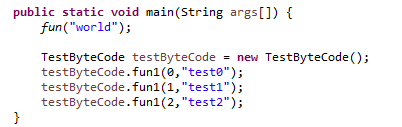 public static void main(String args[]) {
    fun("world");

    TestByteCode testByteCode = new TestByteCode();
    testByteCode.fun1(0,"test0");
    testByteCode.fun1(1,"test1");
    testByteCode.fun1(2,"test2");
}